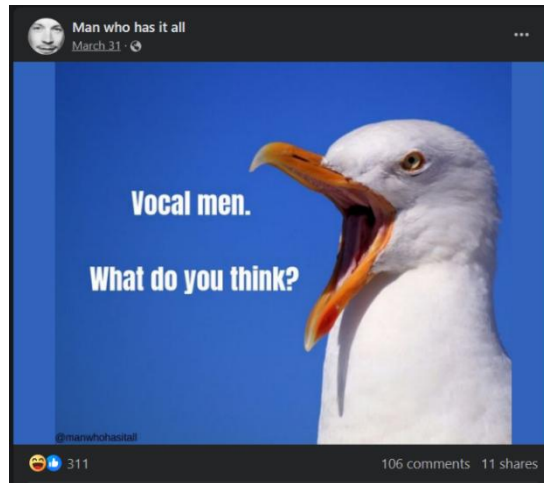 Man who has it all
March 31 ·
...
Vocal men.
What do you think?
@manwhohasitall
311
106 comments 11 shares